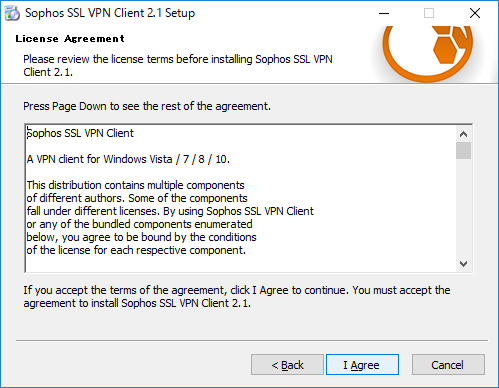 Sophos SSL VPN Client 2.1 Setup
License Agreement
Please review the license terms before installing Sophos SSL VPN
Client 2.1.
Press Page Down to see the rest of the agreement.
Sophos SSL VPN Client
A VPN client for Windows Vista / 7 / 8 / 10.
This distribution contains multiple components
of different authors. Some of the components
fall under different licenses. By using Sophos SSL VPN Client
or any of the bundled components enumerated
below, you agree to be bound by the conditions
of the license for each respective component.
If you accept the terms of the agreement, click I Agree to continue. You must accept the
agreement to install Sophos SSL VPN Client 2.1.
< Back
I Agree
Cancel